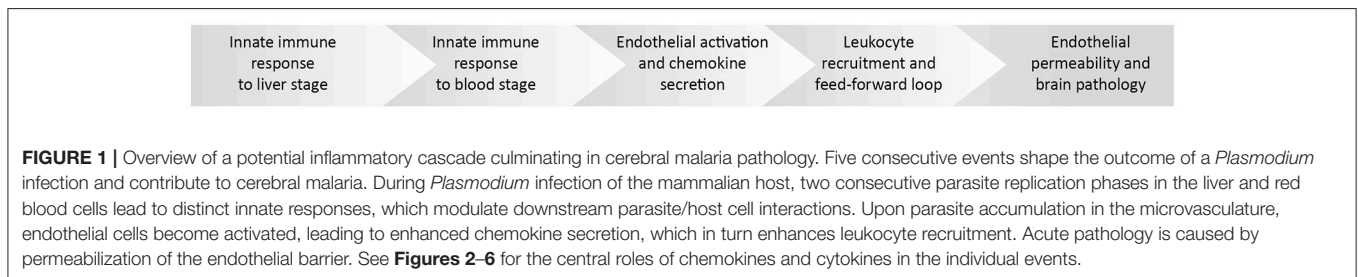 Innate immune
response
to liver stage
Innate immune
response
to blood stage
Endothelial activation
and chemokine
secretion
Leukocyte
recruitment and
feed-forward loop
Endothelial
permeability and
brain pathology
FIGURE 1 | Overview of a potential inflammatory cascade culminating in cerebral malaria pathology. Five consecutive events shape the outcome of a Plasmodium
infection and contribute to cerebral malaria. During Plasmodium infection of the mammalian host, two consecutive parasite replication phases in the liver and red
blood cells lead to distinct innate responses, which modulate downstream parasite/host cell interactions. Upon parasite accumulation in the microvasculature,
endothelial cells become activated, leading to enhanced chemokine secretion, which in turn enhances leukocyte recruitment. Acute pathology is caused by
permeabilization of the endothelial barrier. See Figures 2–6 for the central roles of chemokines and cytokines in the individual events.